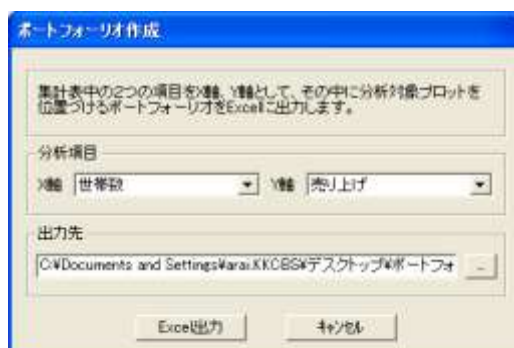 ポートフォーリオ作成
集計表中の2つの項目をX軸、Y軸として、その中に分析対象プロットを
位置づけるポートフォーリオをExcelに出力します。
分析項目
X軸 世帯数 Y軸 売り上げ
出力先
C:¥Documents and Settings¥arai.KKCBS¥デスクトップ¥ポートフォ ...
Excel出力 キャンセル